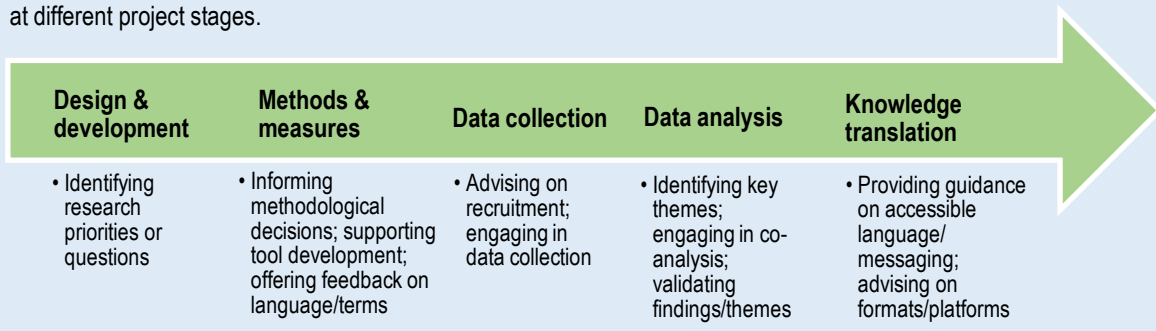 at different project stages.
Design &
development
Methods &
measures
Data collection
Data analysis
Knowledge
translation
• Identifying
research
priorities or
questions
• Informing
methodological
decisions; supporting
tool development;
offering feedback on
language/terms
• Advising on
recruitment;
engaging in
data collection
• Identifying key
themes;
engaging in co-
analysis;
validating
findings/themes
• Providing guidance
on accessible
language/
messaging;
advising on
formats/platforms